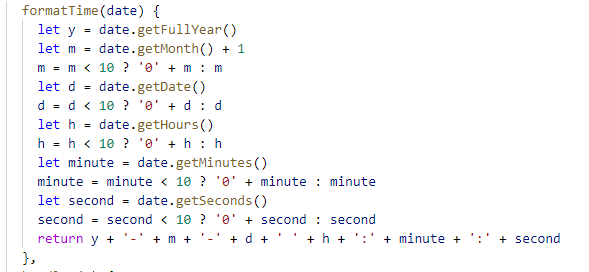 formatTime(date) {
let y = date.getFullYear()
let m = date.getMonth() + 1
m = m < 10 ? '0' + m : m
let d = date.getDate()
d = d < 10 ? '0' + d : d
let h = date.getHours()
h = h < 10 ? '0' + h : h
let minute = date.getMinutes()
minute = minute < 10 ? '0' + minute : minute
let second = date.getSeconds()
second = second < 10 ? '0' + second : second
return y + '-' + m + '-' + d + ' ' + h + ':' + minute + ':' + second
},